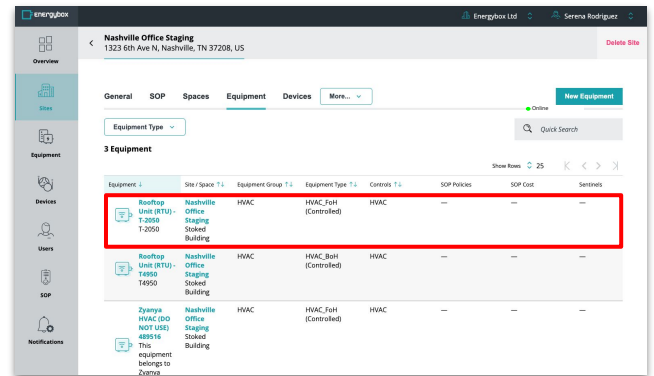 energybox
Energybox Ltd
Serena Rodriguez
Nashville Office Staging
1323 6th Ave N, Nashville, TN 37208, US
Delete Site
Overview
Sites
Equipment
Devices
Users
SOP
Notifications
General SOP Spaces Equipment Devices More...
New Equipment
Online
Equipment Type
Quick Search
3 Equipment
Show Rows 25
Equipment ↓ Site / Space ↑↓ Equipment Group ↑↓ Equipment Type ↑↓ Controls ↑↓ SOP Policies SOP Cost Sentinels
Rooftop Nashville HVAC HVAC_FoH HVAC — — —
Unit (RTU) - Office (Controlled)
T-2050 Staging
T-2050 Stoked
Building
Rooftop Nashville HVAC HVAC_BoH HVAC — — —
Unit (RTU) - Office (Controlled)
T4950 Staging
T4950 Stoked
Building
Zyanya Nashville HVAC HVAC_FoH HVAC — — —
HVAC (DO Office (Controlled)
NOT USE) Staging
489516 Stoked
This Building
equipment
belongs to
Zyanya